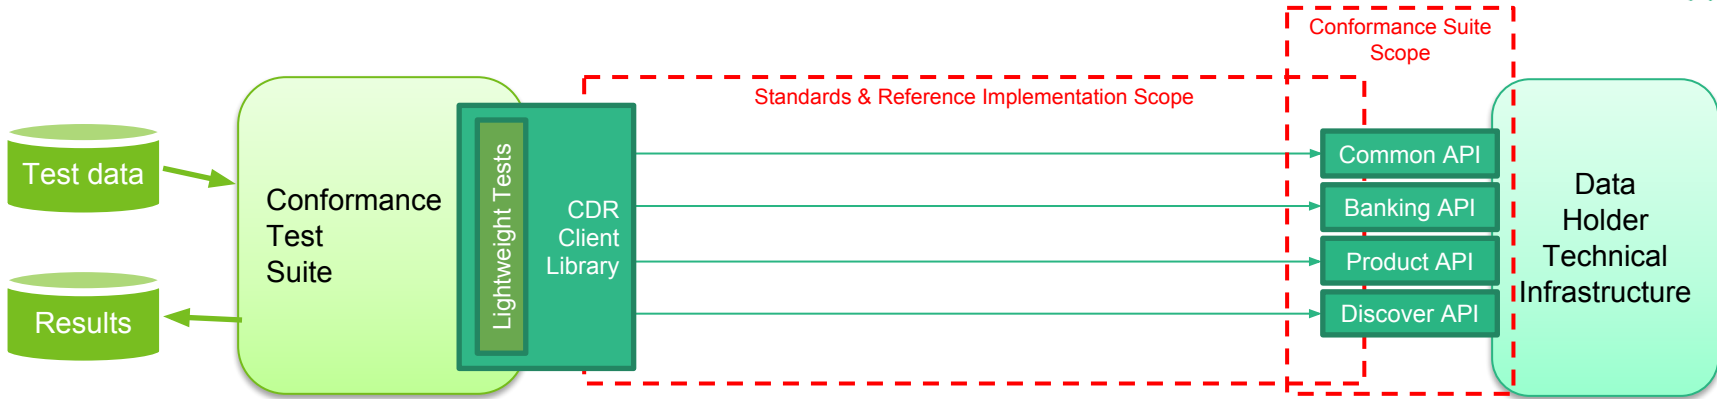 Conformance Suite
Scope
Standards & Reference Implementation Scope
Test data
Results
Conformance
Test
Suite
Lightweight Tests
CDR
Client
Library
Common API
Banking API
Product API
Discover API
Data
Holder
Technical
Infrastructure